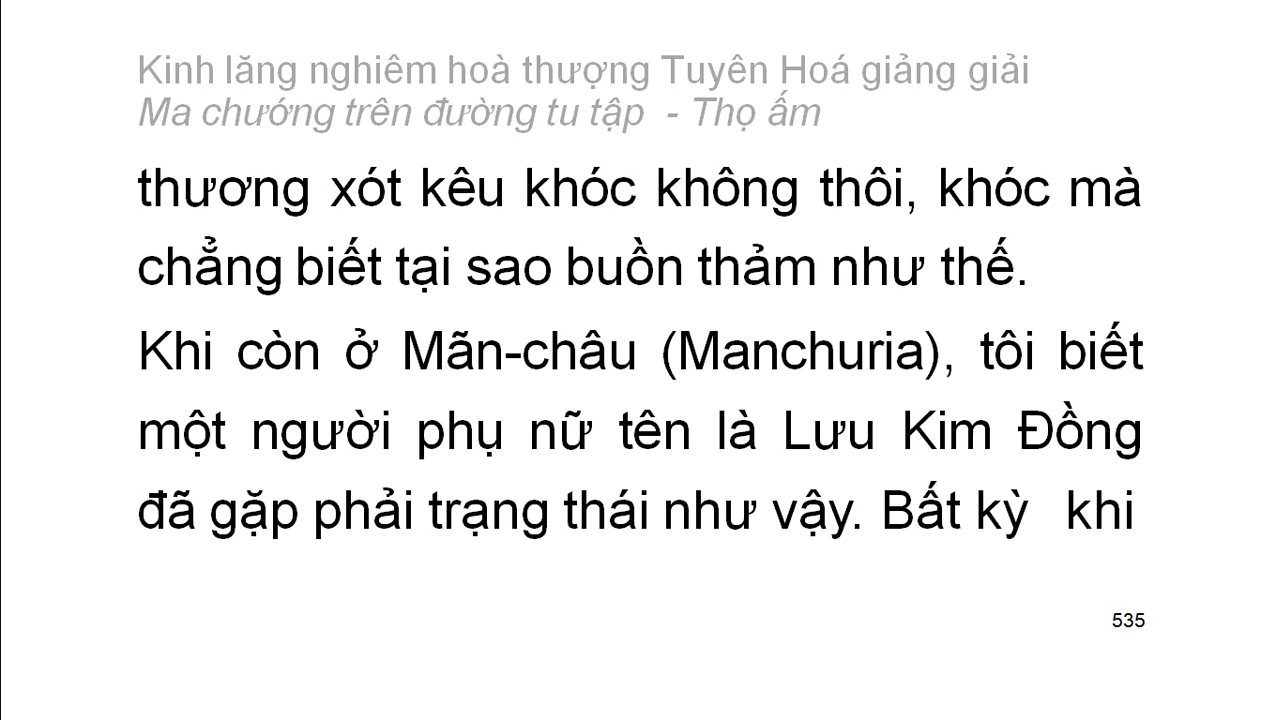 Kinh lăng nghiêm hoà thượng Tuyên Hoá giảng giải
Ma chướng trên đường tu tập - Thọ ấm
thương xót kêu khóc không thôi, khóc mà
chẳng biết tại sao buồn thảm như thế.
Khi còn ở Mãn-châu (Manchuria), tôi biết
một người phụ nữ tên là Lưu Kim Đồng
đã gặp phải trạng thái như vậy. Bất kỳ khi
535